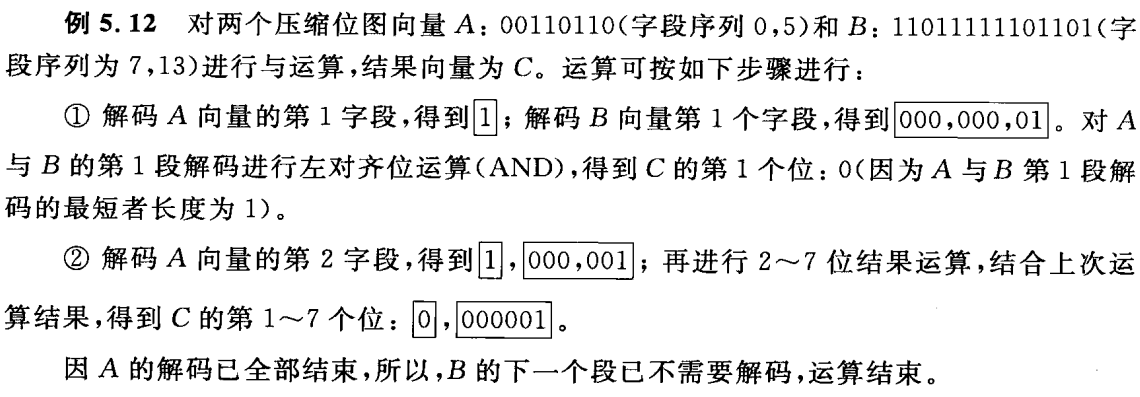 例 5.12 对两个压缩位图向量 A：00110110(字段序列 0,5)和 B：11011111101101(字
段序列为 7,13)进行与运算,结果向量为 C。运算可按如下步骤进行：
① 解码 A 向量的第 1 字段,得到1；解码 B 向量第 1 个字段,得到000,000,01。对 A
与 B 的第 1 段解码进行左对齐位运算(AND),得到 C 的第 1 个位：0(因为 A 与 B 第 1 段解
码的最短者长度为 1)。
② 解码 A 向量的第 2 字段,得到1,000,001；再进行 2～7 位结果运算,结合上次运
算结果,得到 C 的第 1～7 个位：0,000001。
因 A 的解码已全部结束,所以,B 的下一个段已不需要解码,运算结束。